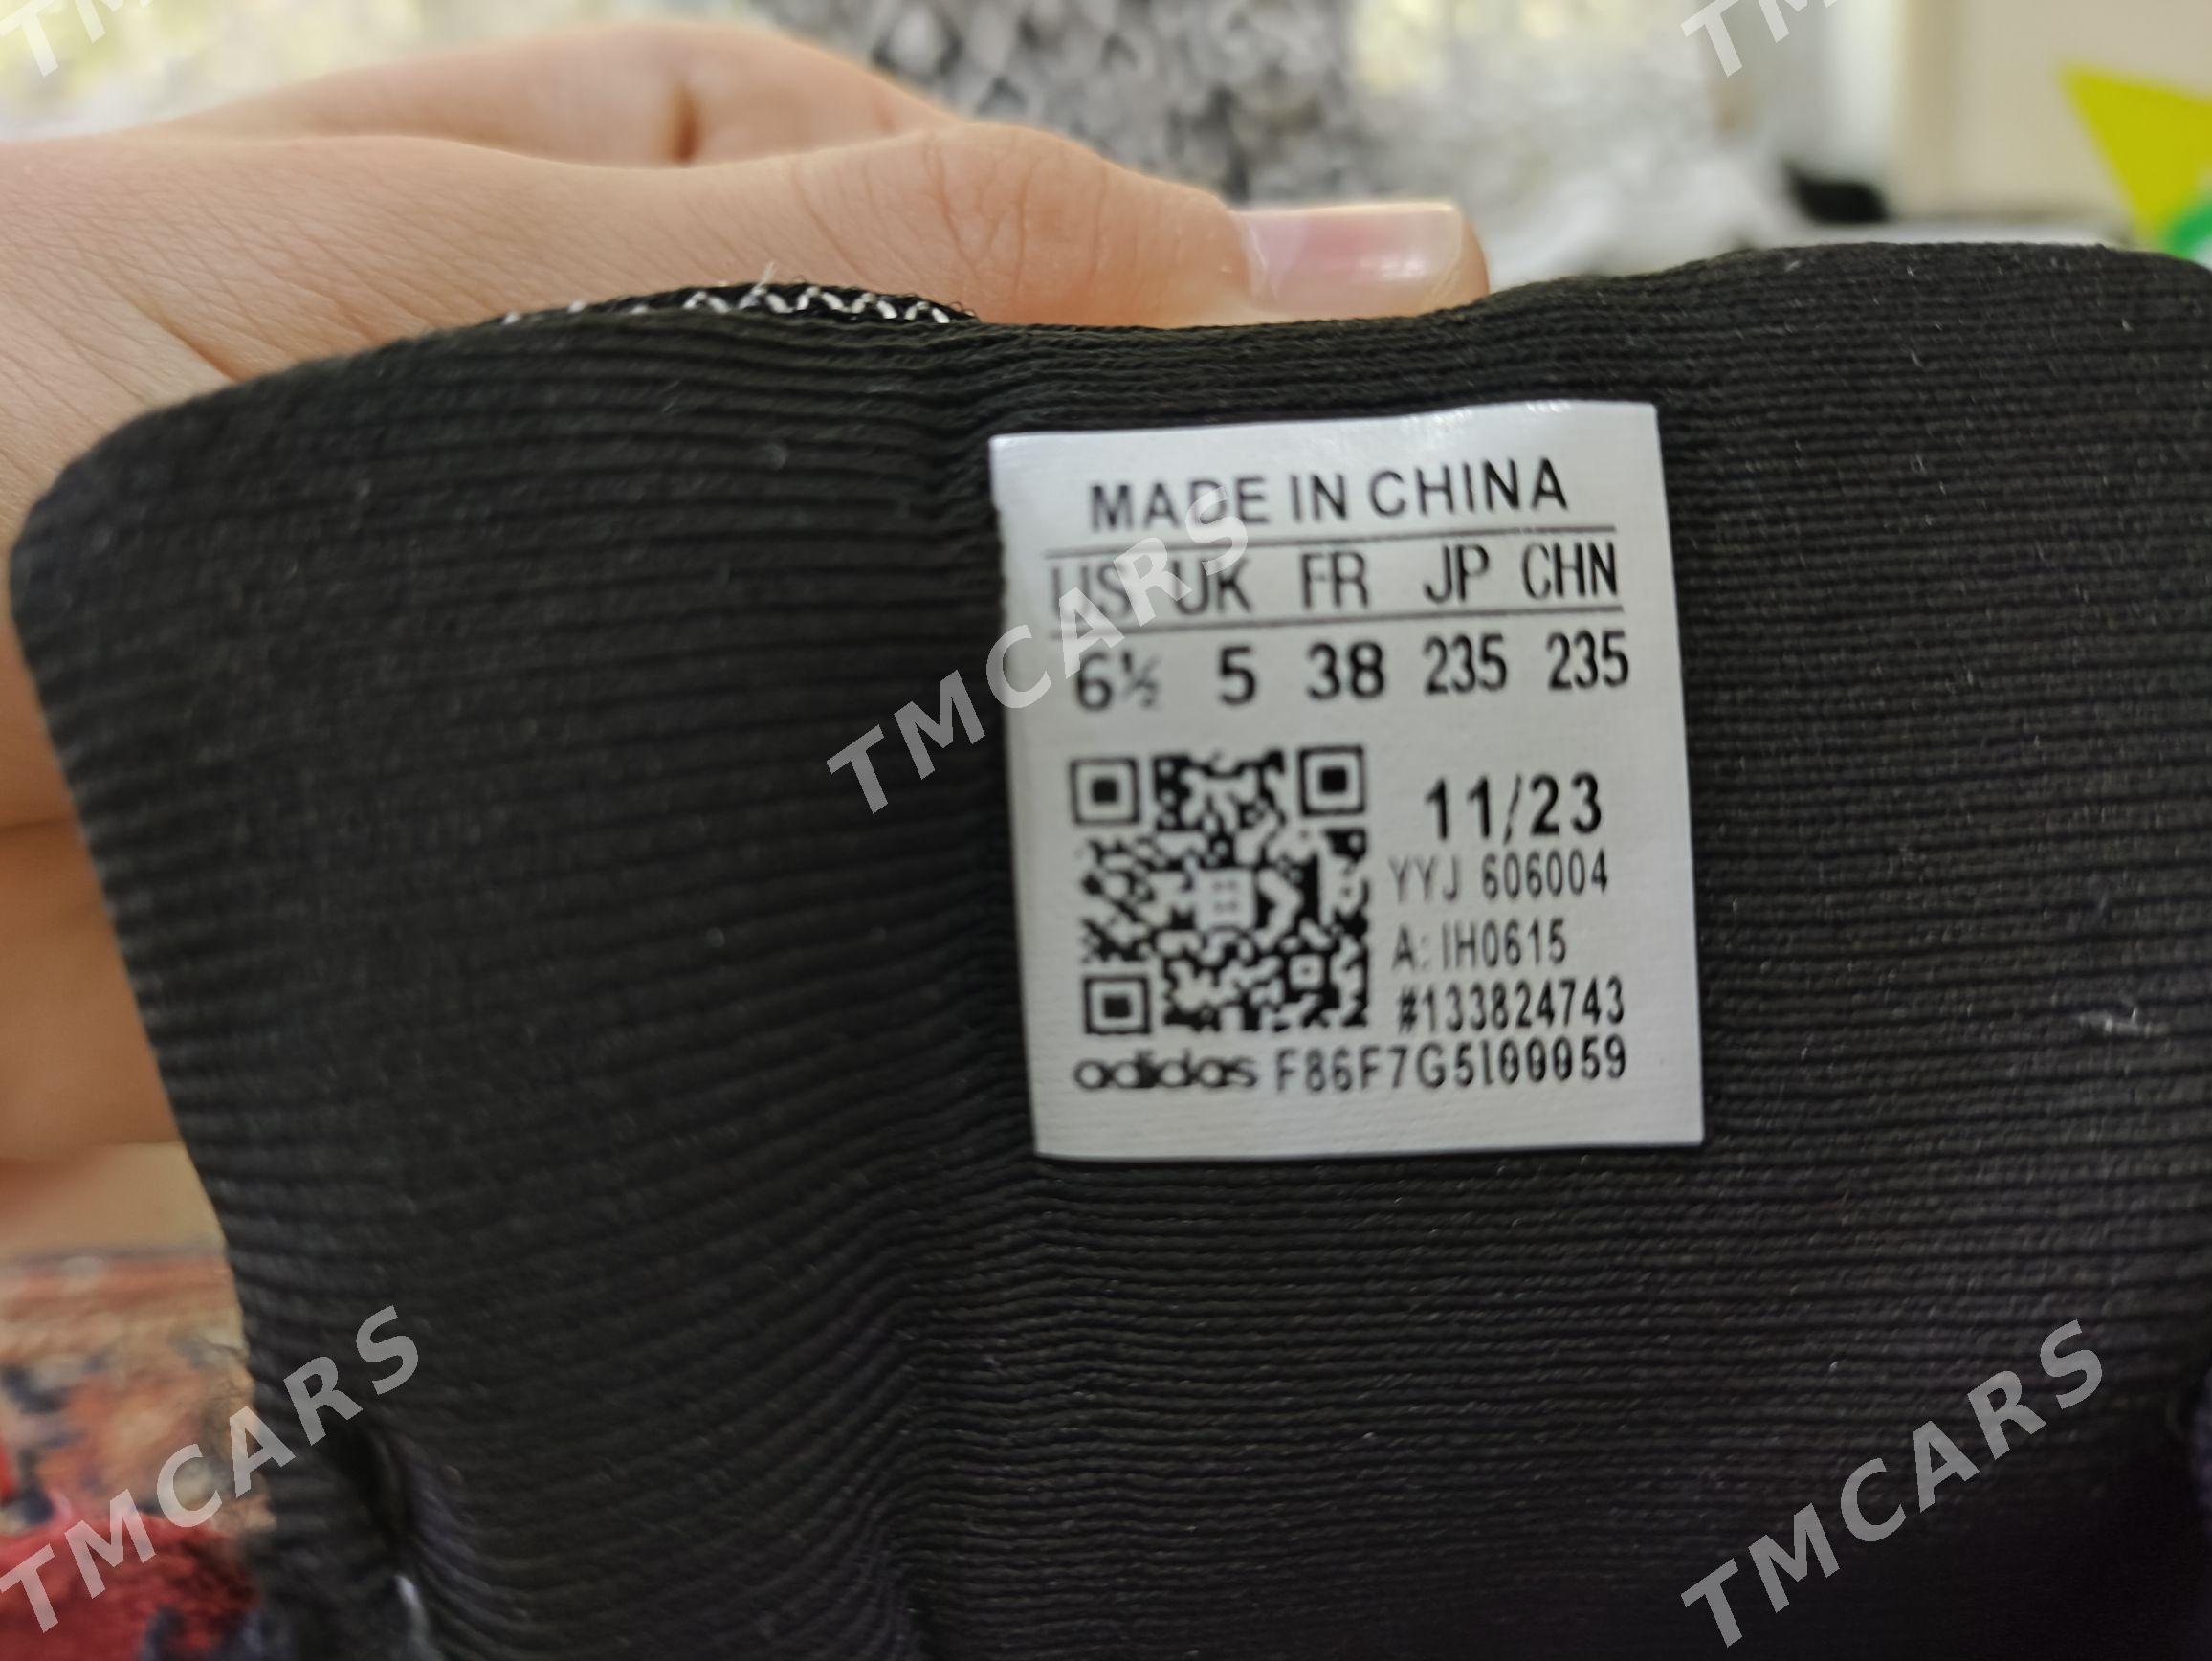 MADE IN CHINA
US UK FR JP CHN
6½ 5 38 235 235
11/23
YYJ 606004
A: IH0615
#133824743
adidas F86F7G5I00059
TMCARS
TMCARS
TMCARS